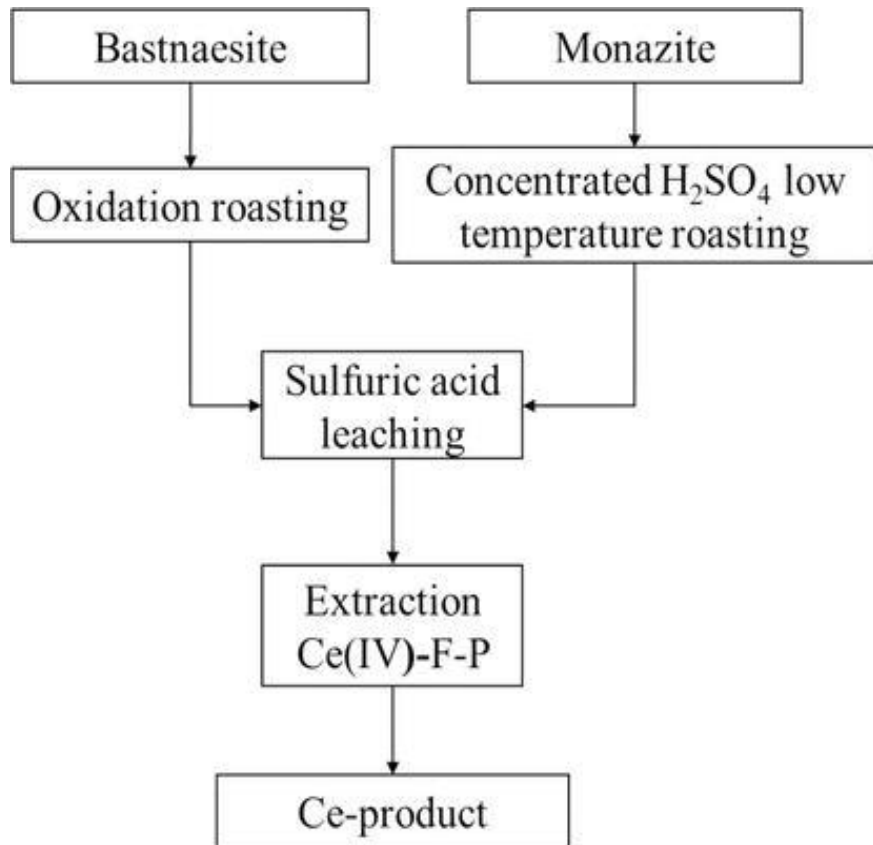 Bastnaesite
Monazite
Oxidation roasting
Concentrated H₂SO₄ low
temperature roasting
Sulfuric acid
leaching
Extraction
Ce(IV)-F-P
Ce-product